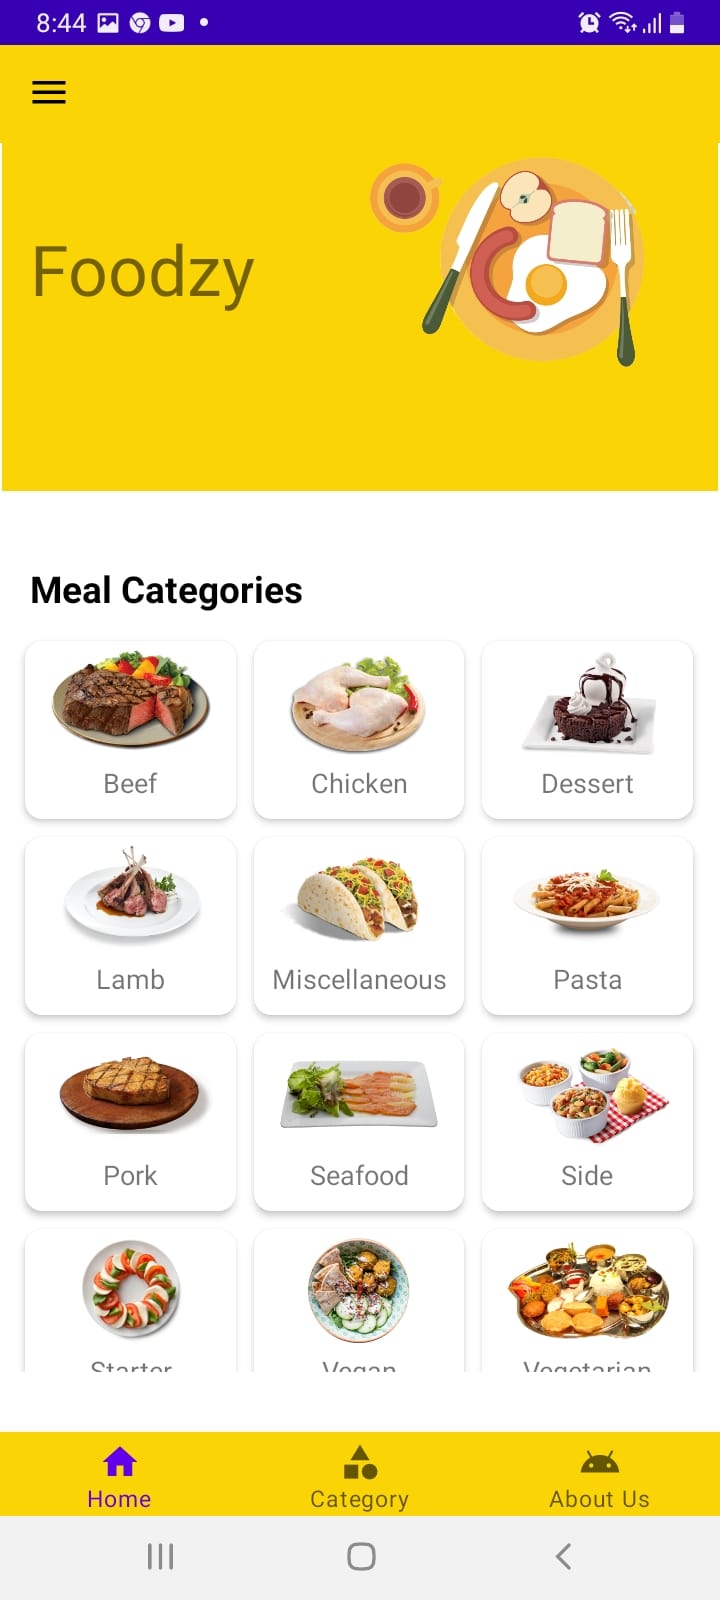 8:44
Foodzy
Meal Categories
Beef
Chicken
Dessert
Lamb
Miscellaneous
Pasta
Pork
Seafood
Side
Starter
Vegan
Vegetarian
Home
Category
About Us